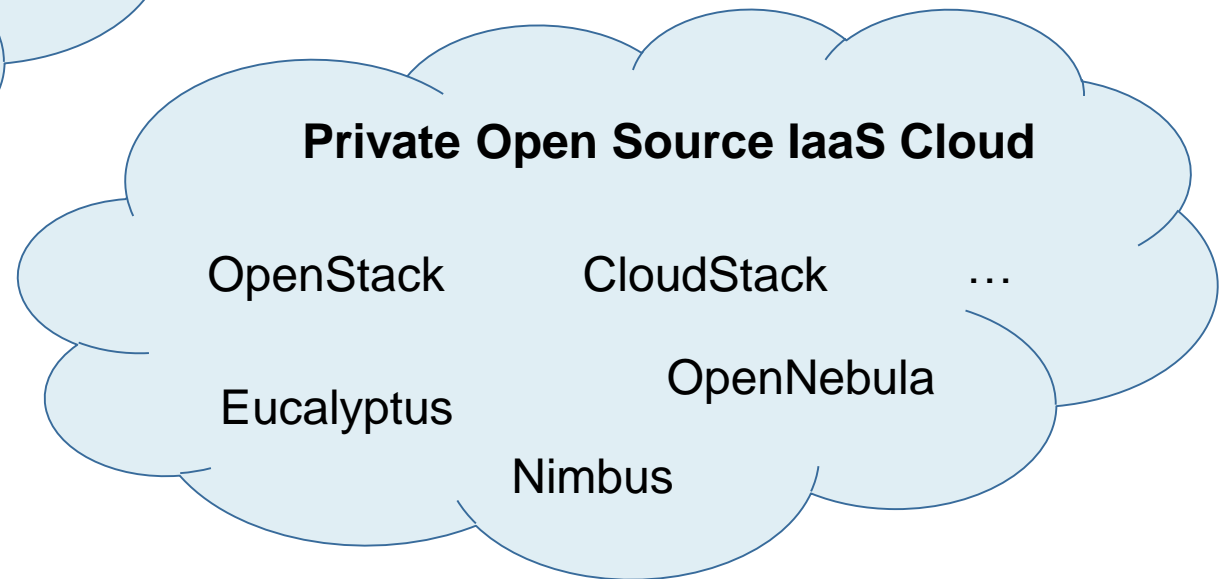 Private Open Source IaaS Cloud
OpenStack CloudStack …
OpenNebula
Eucalyptus
Nimbus